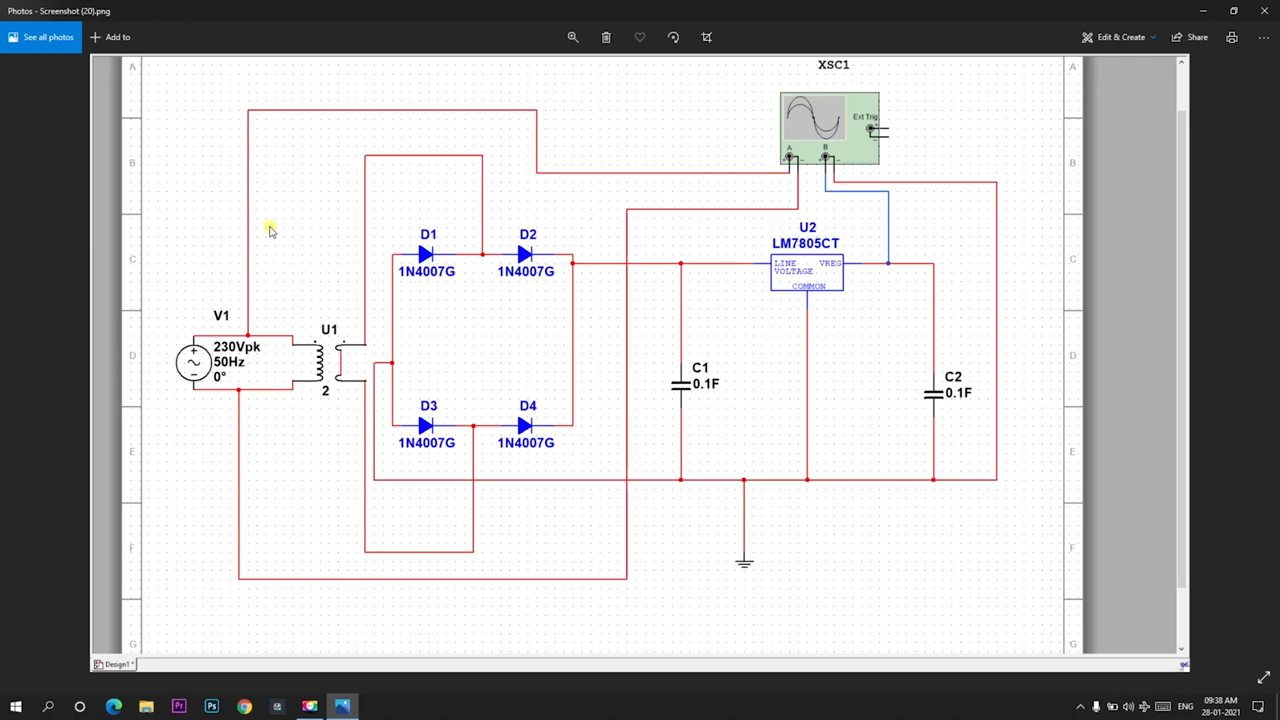 Photos - Screenshot (20).png
See all photos
Add to
Edit & Create
Share
XSC1
A
A
Ext Trig
A
B
B
B
U2
LM7805CT
LINE
VOLTAGE
VREG
COMMON
D1
1N4007G
D2
1N4007G
C
C
V1
230Vpk
50Hz
0°
U1
2
D
D
C1
0.1F
C2
0.1F
D3
1N4007G
D4
1N4007G
E
E
F
F
G
G
Design1 *
Pr
Ps
ENG
09:38 AM
28-01-2021